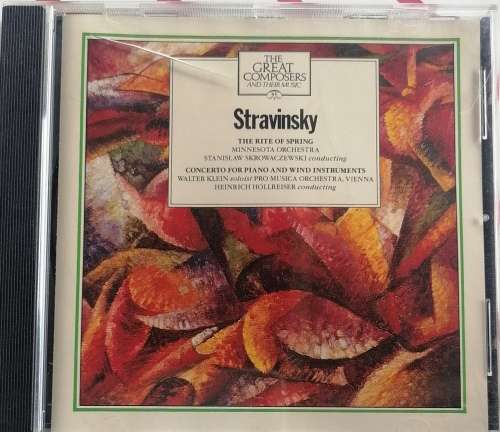 THE
GREAT
COMPOSERS
AND THEIR MUSIC
Stravinsky
THE RITE OF SPRING
MINNESOTA ORCHESTRA
STANISLAW SKROWACZEWSKI conducting
CONCERTO FOR PIANO AND WIND INSTRUMENTS
WALTER KLEIN soloist PRO MUSICA ORCHESTRA, VIENNA
HEINRICH HOLLREISER conducting